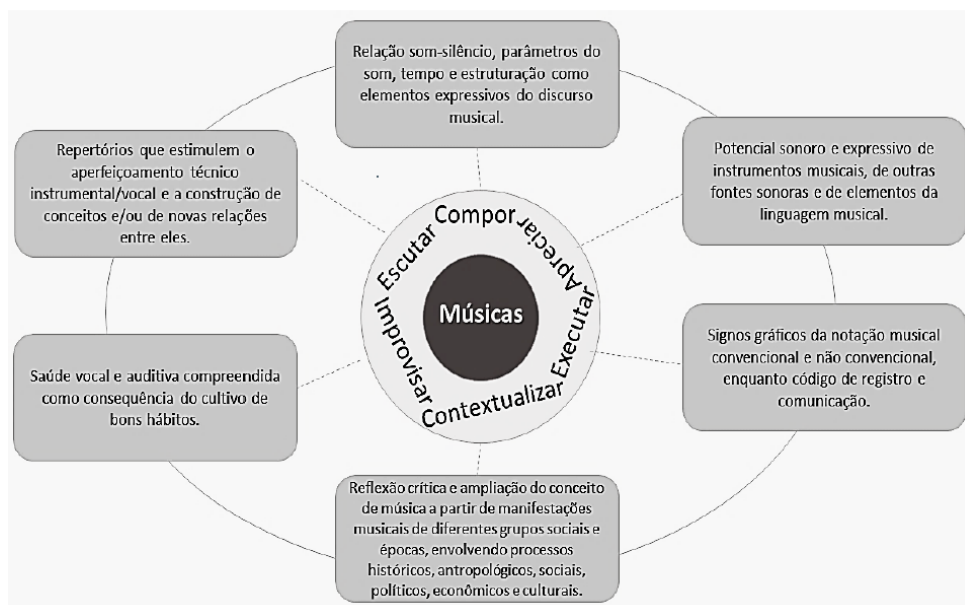 Relação som-silêncio, parâmetros do
som, tempo e estruturação como
elementos expressivos do discurso
musical.
Repertórios que estimulem o
aperfeiçoamento técnico
instrumental/vocal e a construção de
conceitos e/ou de novas relações
entre eles.
Potencial sonoro e expressivo de
instrumentos musicais, de outras
fontes sonoras e de elementos da
linguagem musical.
Compor
Apreciar
Executar
Contextualizar
Improvisar
Escutar
Músicas
Saúde vocal e auditiva compreendida
como consequência do cultivo de
bons hábitos.
Signos gráficos da notação musical
convencional e não convencional,
enquanto código de registro e
comunicação.
Reflexão crítica e ampliação do conceito
de música a partir de manifestações
musicais de diferentes grupos sociais e
épocas, envolvendo processos
históricos, antropológicos, sociais,
políticos, econômicos e culturais.